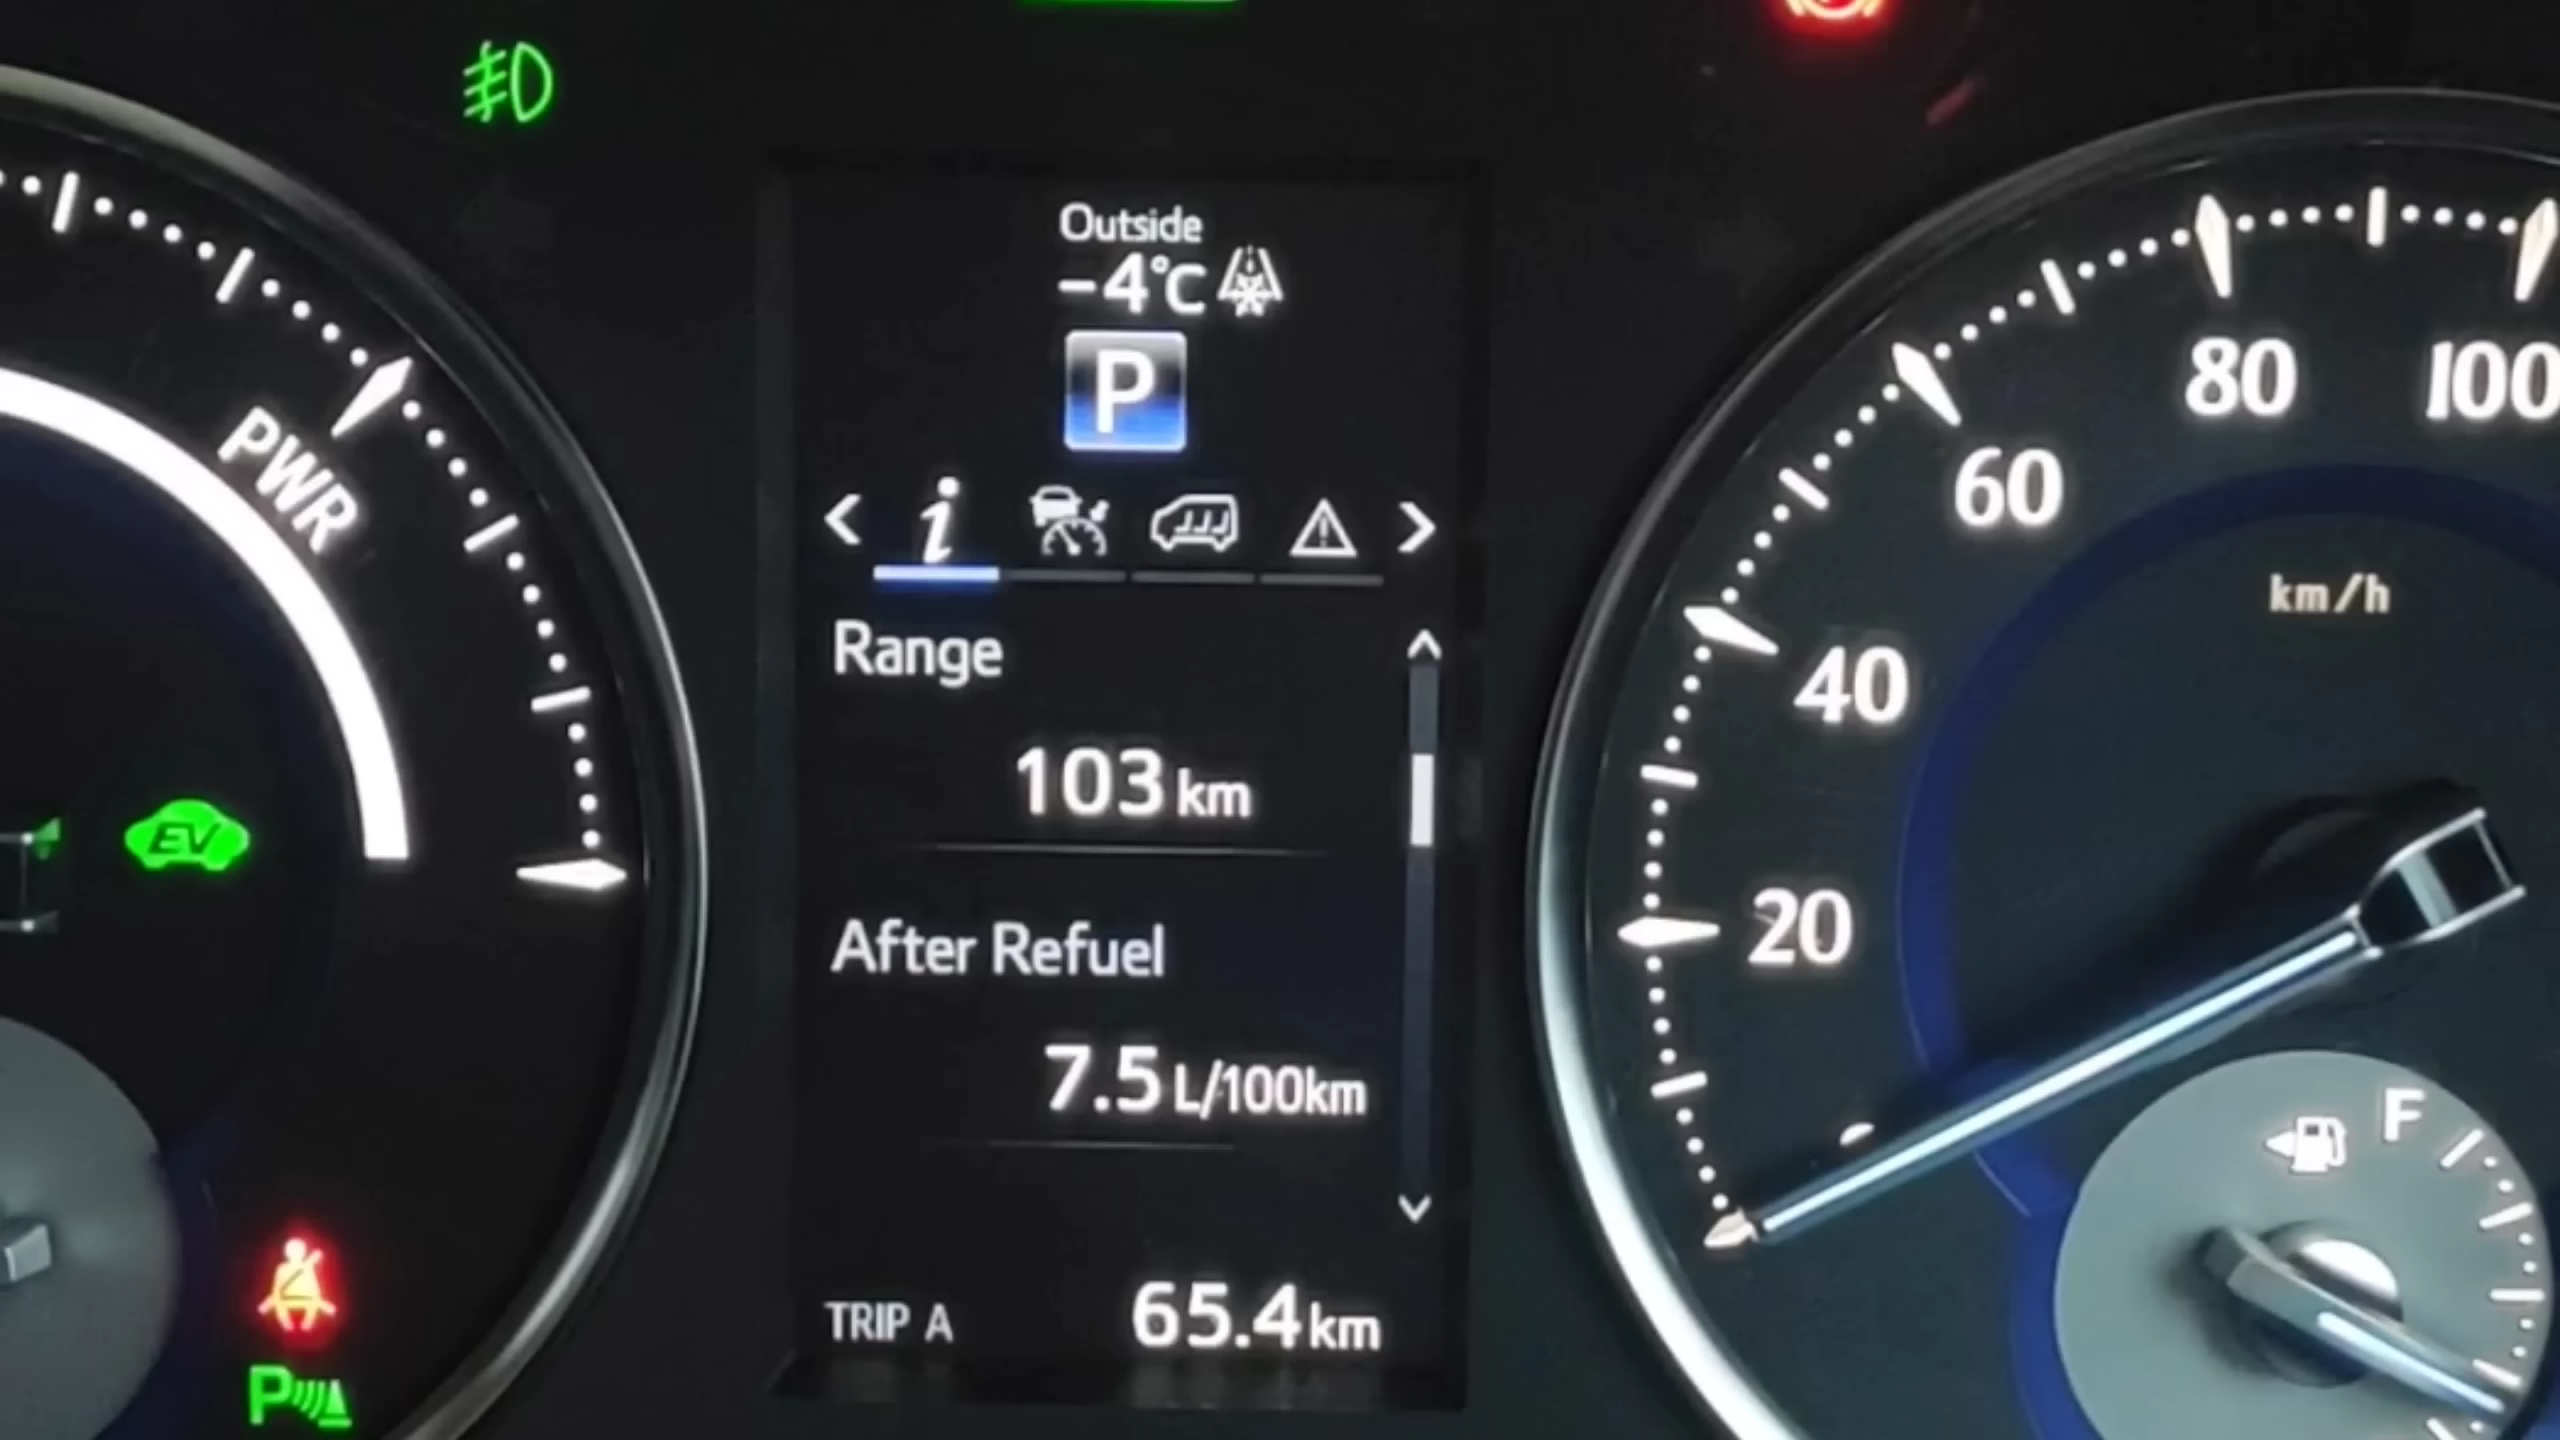 Outside
-4°C
P
i
PWR
80
100
60
km/h
Range
40
103 km
EV
20
After Refuel
7.5 L/100km
F
TRIP A 65.4 km
P